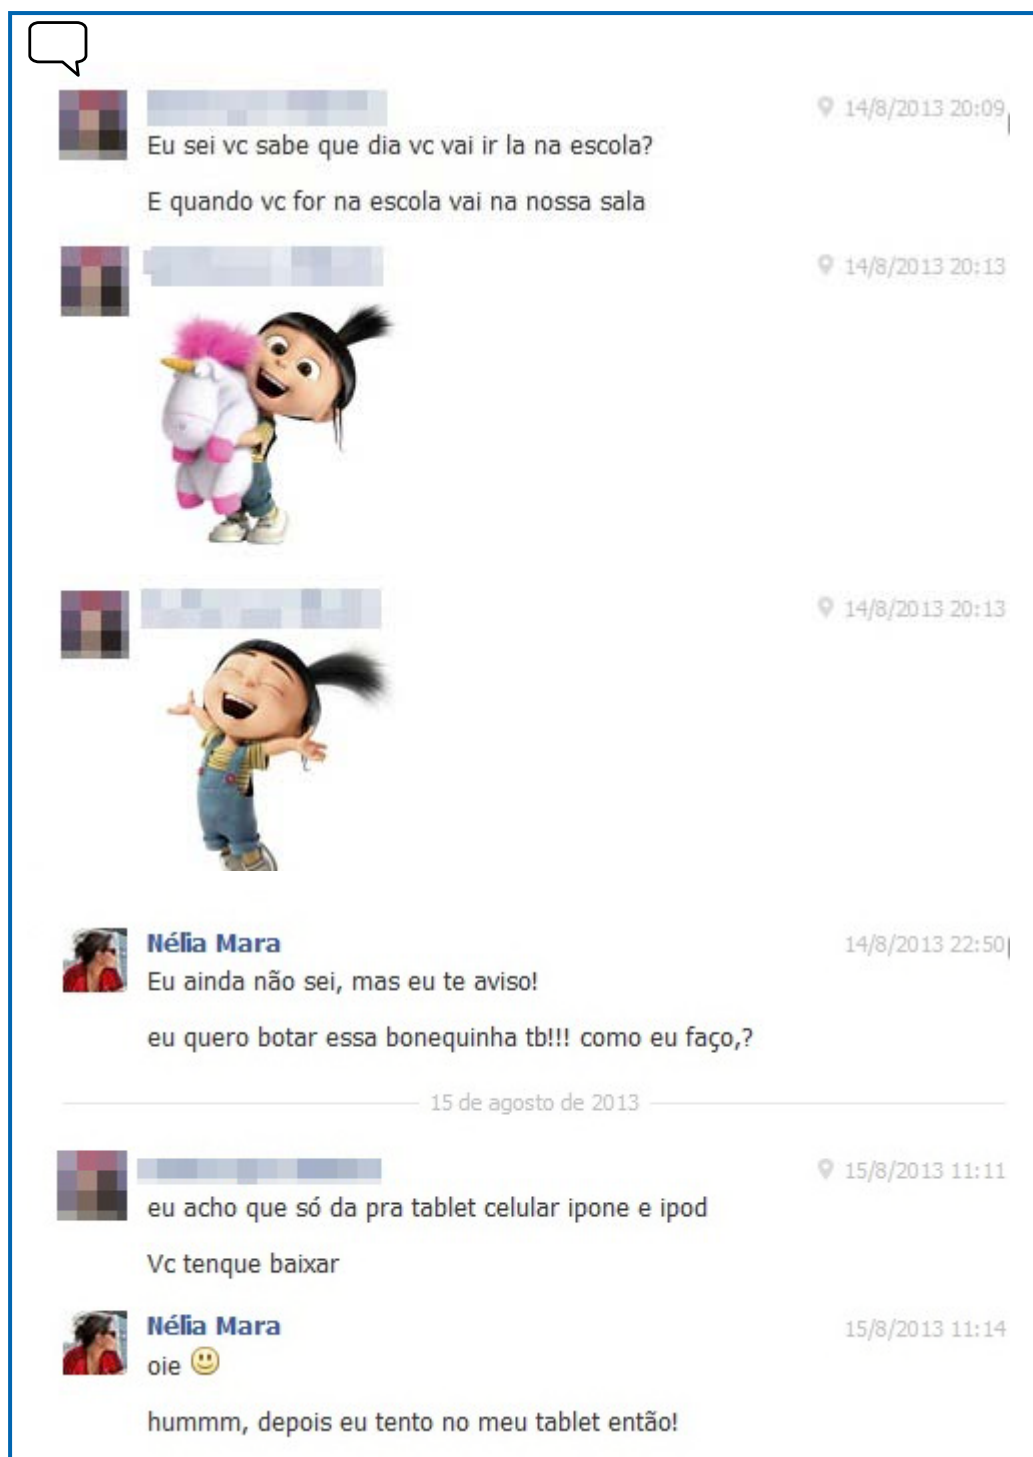 14/8/2013 20:09
Eu sei vc sabe que dia vc vai ir la na escola?
E quando vc for na escola vai na nossa sala
14/8/2013 20:13
14/8/2013 20:13
Nélia Mara
14/8/2013 22:50
Eu ainda não sei, mas eu te aviso!
eu quero botar essa bonequinha tb!!! como eu faço,?
15 de agosto de 2013
15/8/2013 11:11
eu acho que só da pra tablet celular ipone e ipod
Vc tenque baixar
Nélia Mara
15/8/2013 11:14
oie
hummm, depois eu tento no meu tablet então!